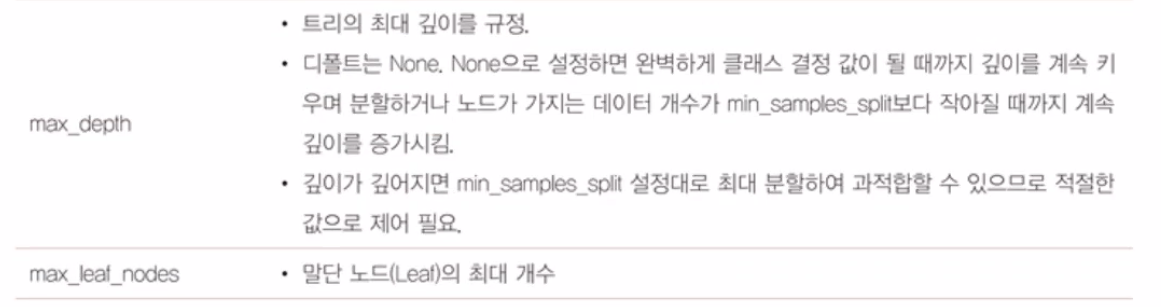 • 트리의 최대 깊이를 규정.
• 디폴트는 None. None으로 설정하면 완벽하게 클래스 결정 값이 될 때까지 깊이를 계속 키
우며 분할하거나 노드가 가지는 데이터 개수가 min_samples_split보다 작아질 때까지 계속
max_depth
깊이를 증가시킴.
• 깊이가 깊어지면 min_samples_split 설정대로 최대 분할하여 과적합할 수 있으므로 적절한
값으로 제어 필요.
max_leaf_nodes • 말단 노드(Leaf)의 최대 개수